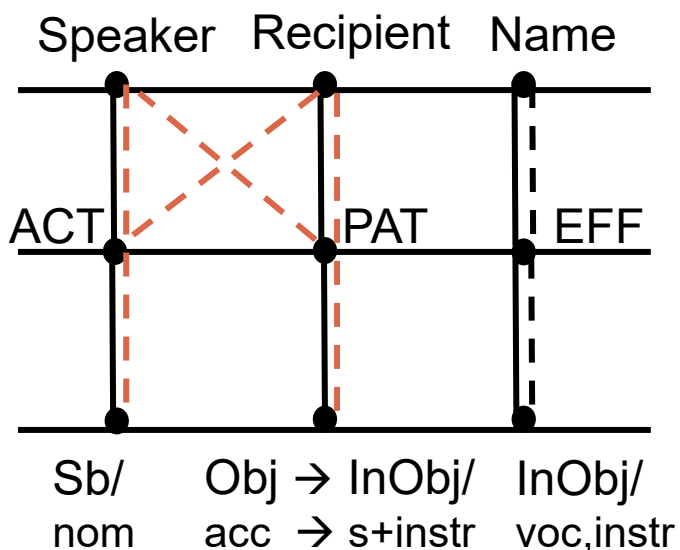 Speaker Recipient Name
ACT PAT EFF
Sb/ Obj → InObj/ InObj/
nom acc → s+instr voc,instr